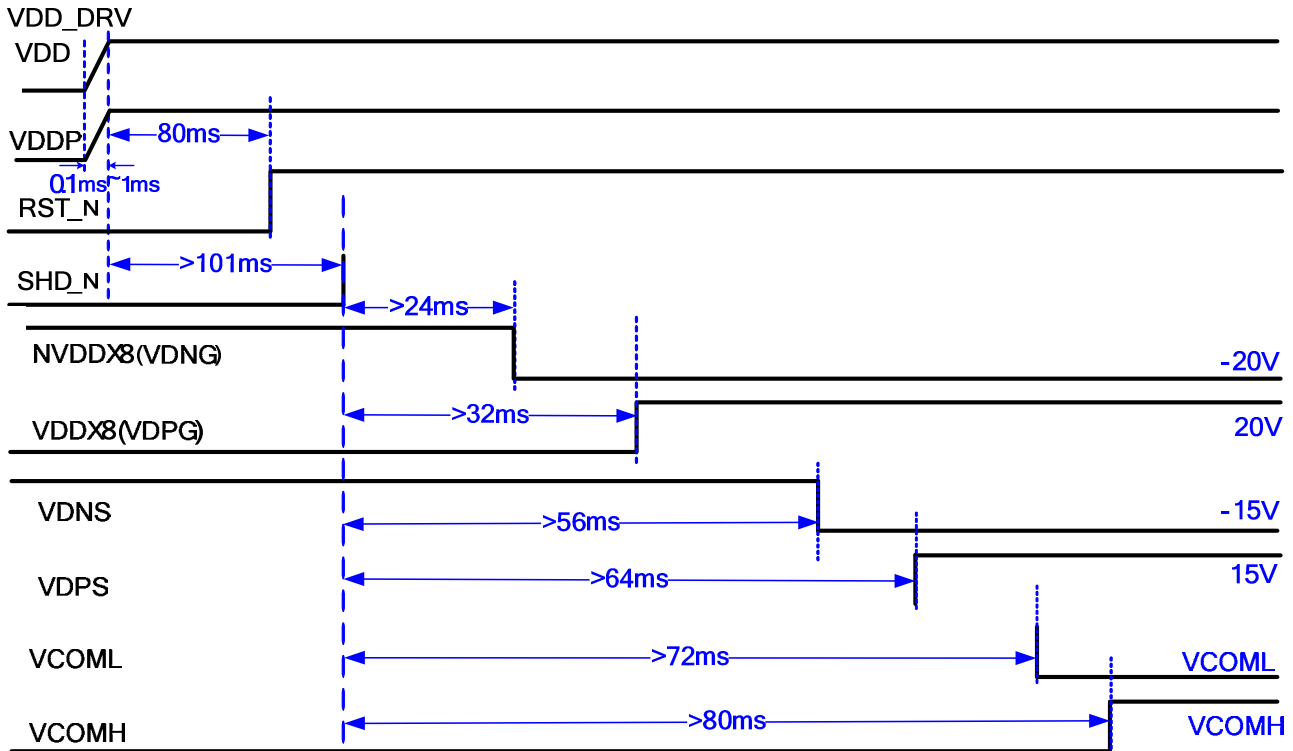 VDD_DRV
VDD
VDDP
80ms
0.1ms~1ms
RST_N
>101ms
SHD_N
>24ms
NVDDX8(VDNG)
-20V
>32ms
VDDX8(VDPG)
20V
VDNS
>56ms
-15V
VDPS
>64ms
15V
VCOML
>72ms
VCOML
VCOMH
>80ms
VCOMH